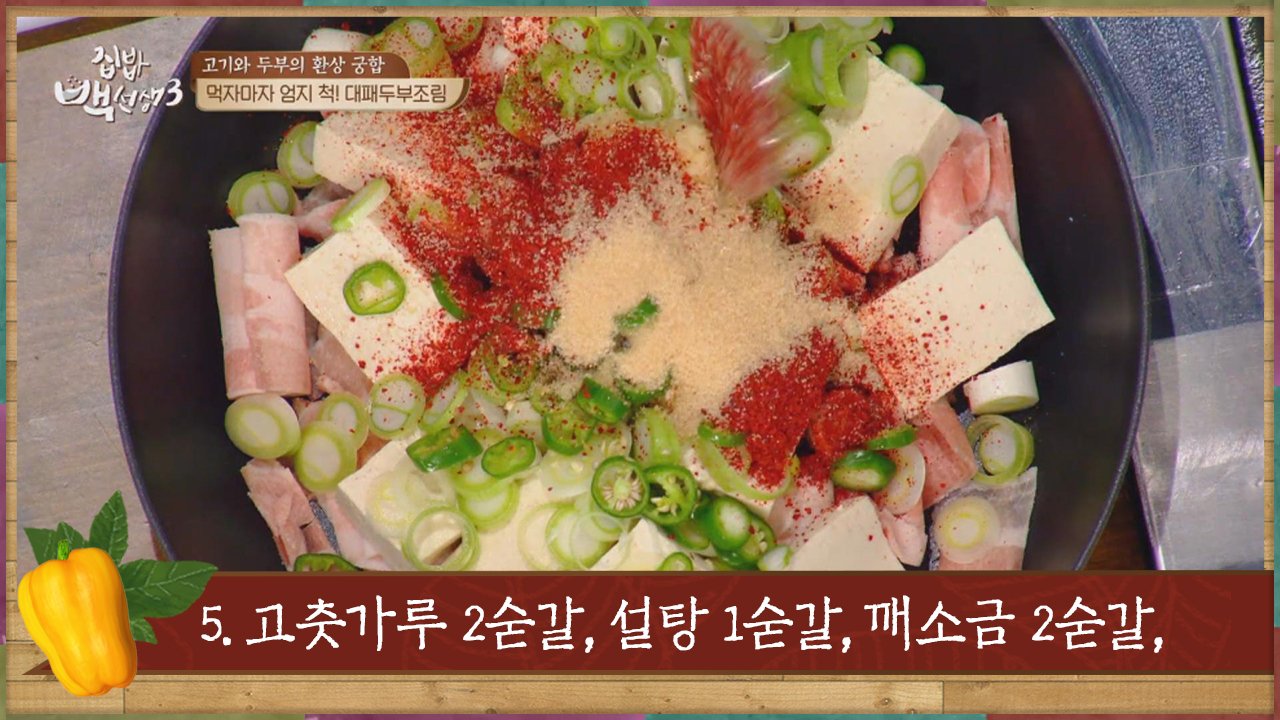 집밥
백선생3
고기와 두부의 환상 궁합
먹자마자 엄지 척! 대패두부조림
5. 고춧가루 2숟갈, 설탕 1숟갈, 깨소금 2숟갈,